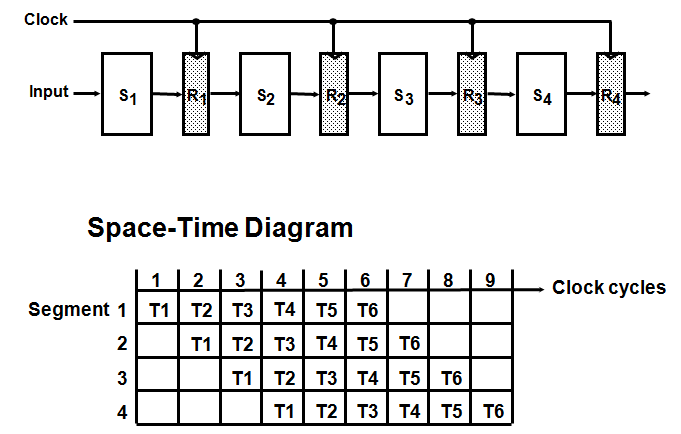 Clock
Input S1 R1 S2 R2 S3 R3 S4 R4
Space-Time Diagram
1 2 3 4 5 6 7 8 9 Clock cycles
Segment 1 T1 T2 T3 T4 T5 T6
2 T1 T2 T3 T4 T5 T6
3 T1 T2 T3 T4 T5 T6
4 T1 T2 T3 T4 T5 T6